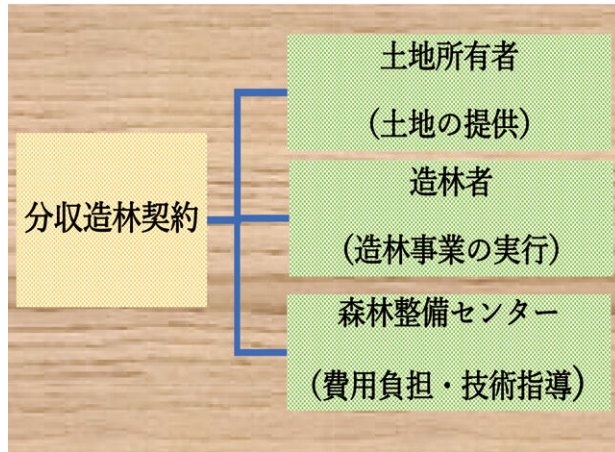 分収造林契約
土地所有者
(土地の提供)
造林者
(造林事業の実行)
森林整備センター
(費用負担・技術指導)